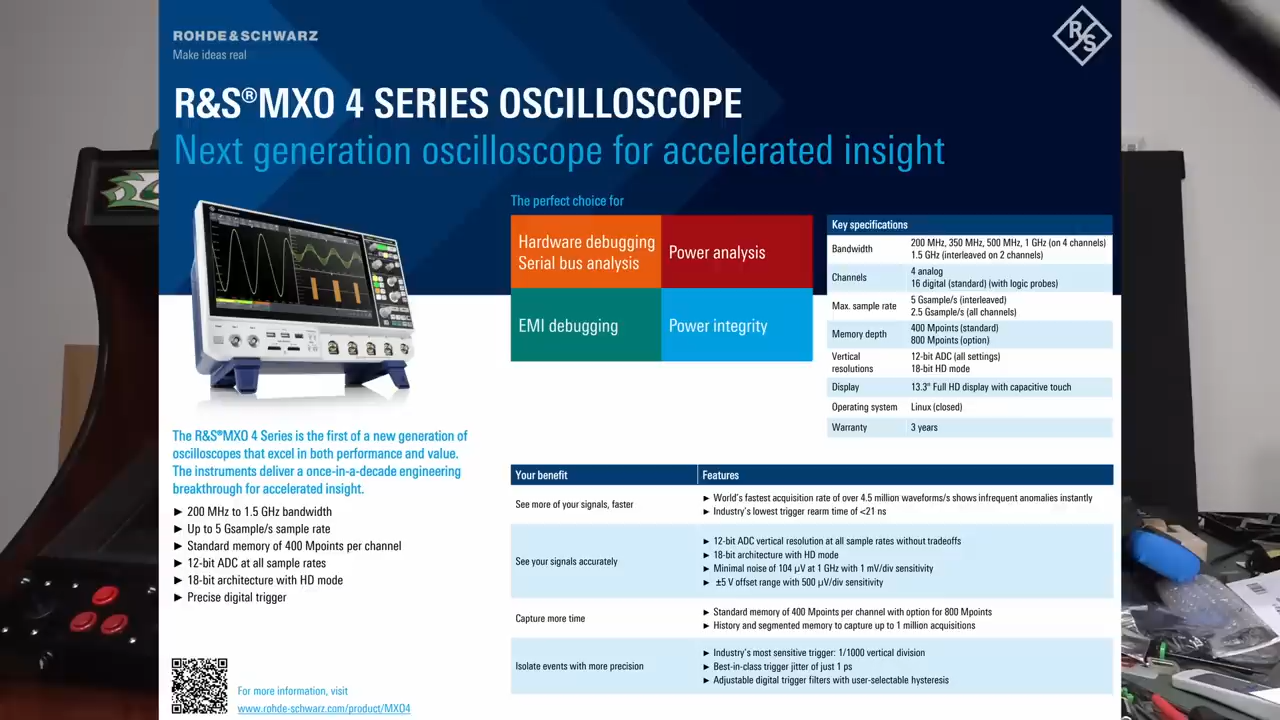 ROHDE & SCHWARZ
Make ideas real
R&S
R&S®MXO 4 SERIES OSCILLOSCOPE
Next generation oscilloscope for accelerated insight
The perfect choice for
Hardware debugging
Serial bus analysis
Power analysis
EMI debugging
Power integrity
Key specifications
Bandwidth 200 MHz, 350 MHz, 500 MHz, 1 GHz (on 4 channels)
1.5 GHz (interleaved on 2 channels)
Channels 4 analog
16 digital (standard) (with logic probes)
Max. sample rate 5 Gsample/s (interleaved)
2.5 Gsample/s (all channels)
Memory depth 400 Mpoints (standard)
800 Mpoints (option)
Vertical resolutions 12-bit ADC (all settings)
18-bit HD mode
Display 13.3" Full HD display with capacitive touch
Operating system Linux (closed)
Warranty 3 years
The R&S®MXO 4 Series is the first of a new generation of
oscilloscopes that excel in both performance and value.
The instruments deliver a once-in-a-decade engineering
breakthrough for accelerated insight.
► 200 MHz to 1.5 GHz bandwidth
► Up to 5 Gsample/s sample rate
► Standard memory of 400 Mpoints per channel
► 12-bit ADC at all sample rates
► 18-bit architecture with HD mode
► Precise digital trigger
For more information, visit
www.rohde-schwarz.com/product/MXO4
Your benefit Features
See more of your signals, faster
► World's fastest acquisition rate of over 4.5 million waveforms/s shows infrequent anomalies instantly
► Industry's lowest trigger rearm time of <21 ns
See your signals accurately
► 12-bit ADC vertical resolution at all sample rates without tradeoffs
► 18-bit architecture with HD mode
► Minimal noise of 104 µV at 1 GHz with 1 mV/div sensitivity
► ±5 V offset range with 500 µV/div sensitivity
Capture more time
► Standard memory of 400 Mpoints per channel with option for 800 Mpoints
► History and segmented memory to capture up to 1 million acquisitions
Isolate events with more precision
► Industry's most sensitive trigger: 1/1000 vertical division
► Best-in-class trigger jitter of just 1 ps
► Adjustable digital trigger filters with user-selectable hysteresis